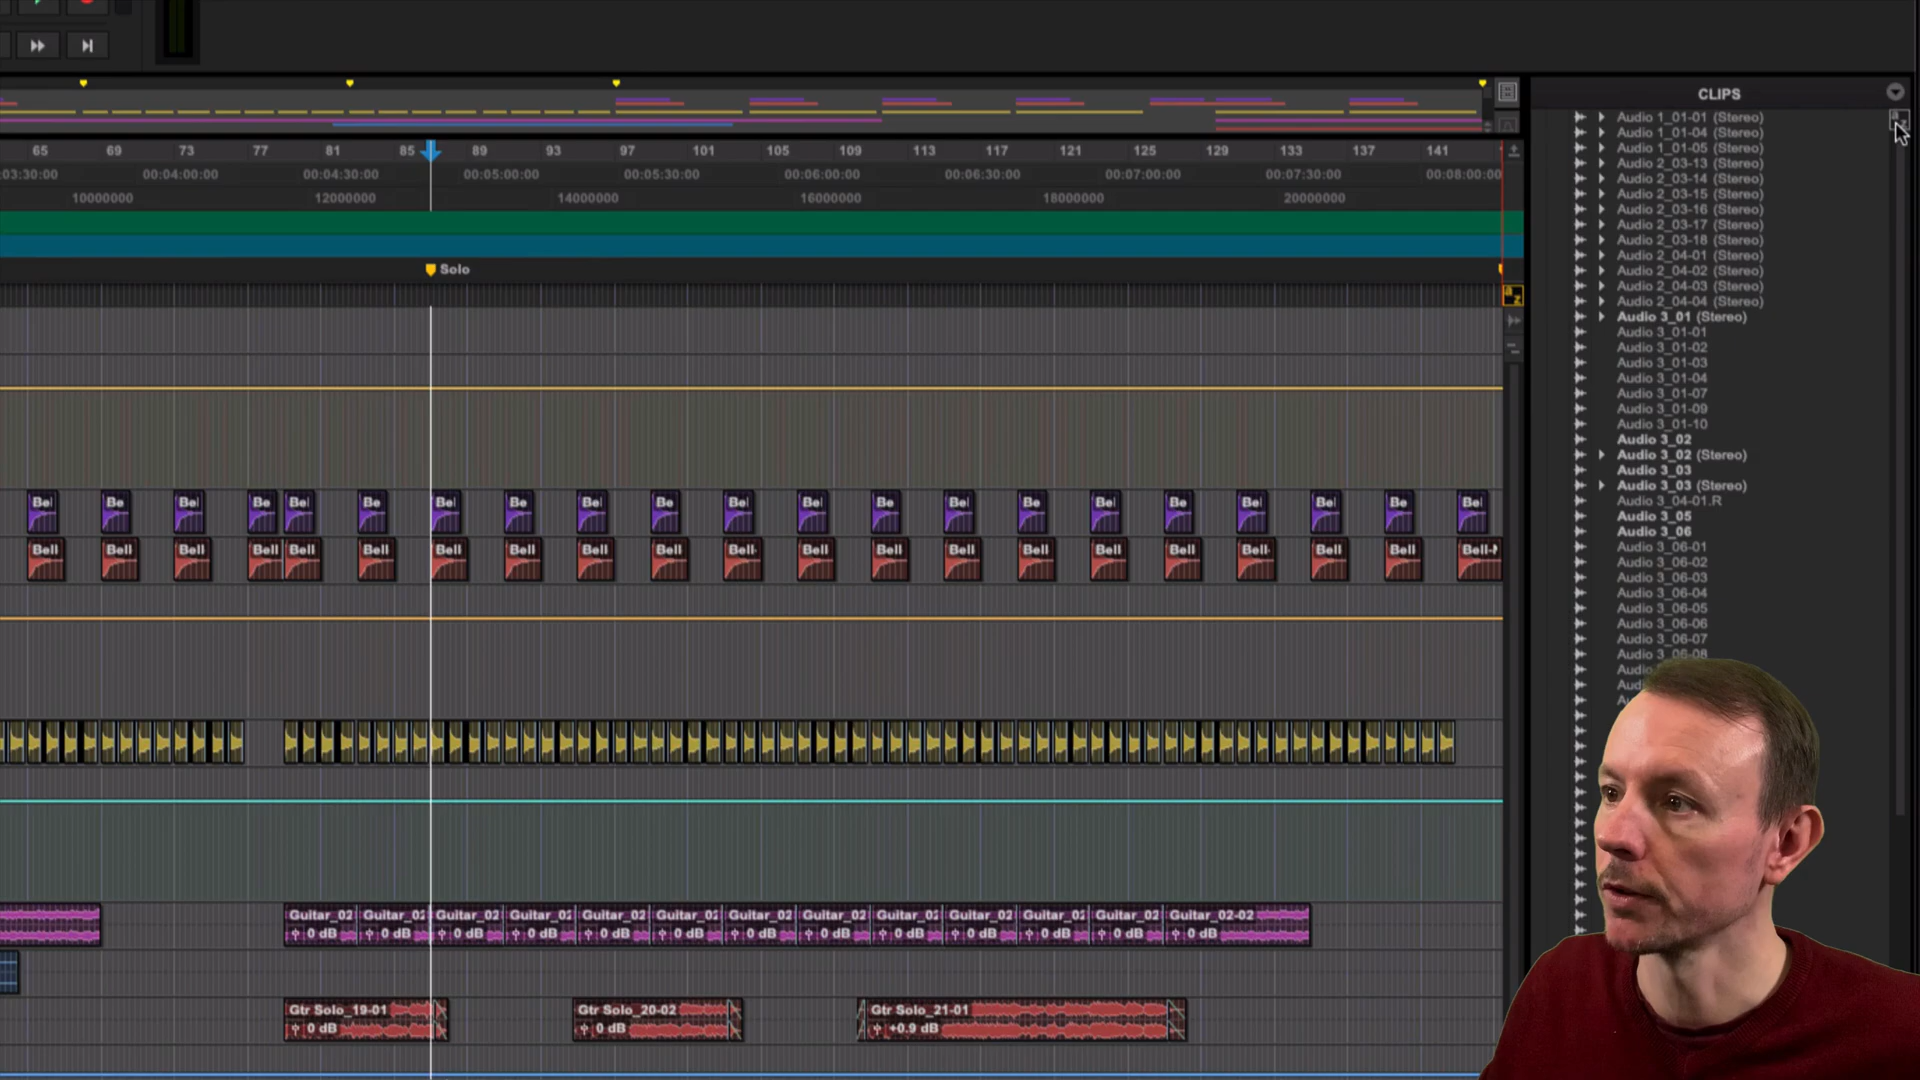 CLIPS
65 69 73 77 81 85 89 93 97 101 105 109 113 117 121 125 129 133 137 141
03:30:00 00:04:00:00 00:04:30:00 00:05:00:00 00:05:30:00 00:06:00:00 00:06:30:00 00:07:00:00 00:07:30:00 00:08:00:00
10000000 12000000 14000000 16000000 18000000 20000000
Solo
a z
Bel Be Bel Be Bel Be Bel Be Bel Be Bel Bel Be Bel Be Bel Be Bel Bel Be Bel
Bell Bell Bell Bell Bell Bell Bell Bell Bell Bell Bell- Bell Bell Bell Bell Bell Bell Bell- Bell Bell Bell-M
Guitar_02 Guitar_02 Guitar_02 Guitar_02 Guitar_02 Guitar_02 Guitar_02 Guitar_02 Guitar_02 Guitar_02 Guitar_02 Guitar_02 Guitar_02-02
0 dB 0 dB 0 dB 0 dB 0 dB 0 dB 0 dB 0 dB 0 dB 0 dB 0 dB 0 dB 0 dB
Gtr Solo_19-01 Gtr Solo_20-02 Gtr Solo_21-01
0 dB 0 dB +0.9 dB
Audio 1_01-01 (Stereo)
Audio 1_01-04 (Stereo)
Audio 1_01-05 (Stereo)
Audio 2_03-13 (Stereo)
Audio 2_03-14 (Stereo)
Audio 2_03-15 (Stereo)
Audio 2_03-16 (Stereo)
Audio 2_03-17 (Stereo)
Audio 2_03-18 (Stereo)
Audio 2_04-01 (Stereo)
Audio 2_04-02 (Stereo)
Audio 2_04-03 (Stereo)
Audio 2_04-04 (Stereo)
Audio 3_01 (Stereo)
Audio 3_01-01
Audio 3_01-02
Audio 3_01-03
Audio 3_01-04
Audio 3_01-07
Audio 3_01-09
Audio 3_01-10
Audio 3_02
Audio 3_02 (Stereo)
Audio 3_03
Audio 3_03 (Stereo)
Audio 3_04-01.R
Audio 3_05
Audio 3_06
Audio 3_06-01
Audio 3_06-02
Audio 3_06-03
Audio 3_06-04
Audio 3_06-05
Audio 3_06-06
Audio 3_06-07
Audio 3_06-08